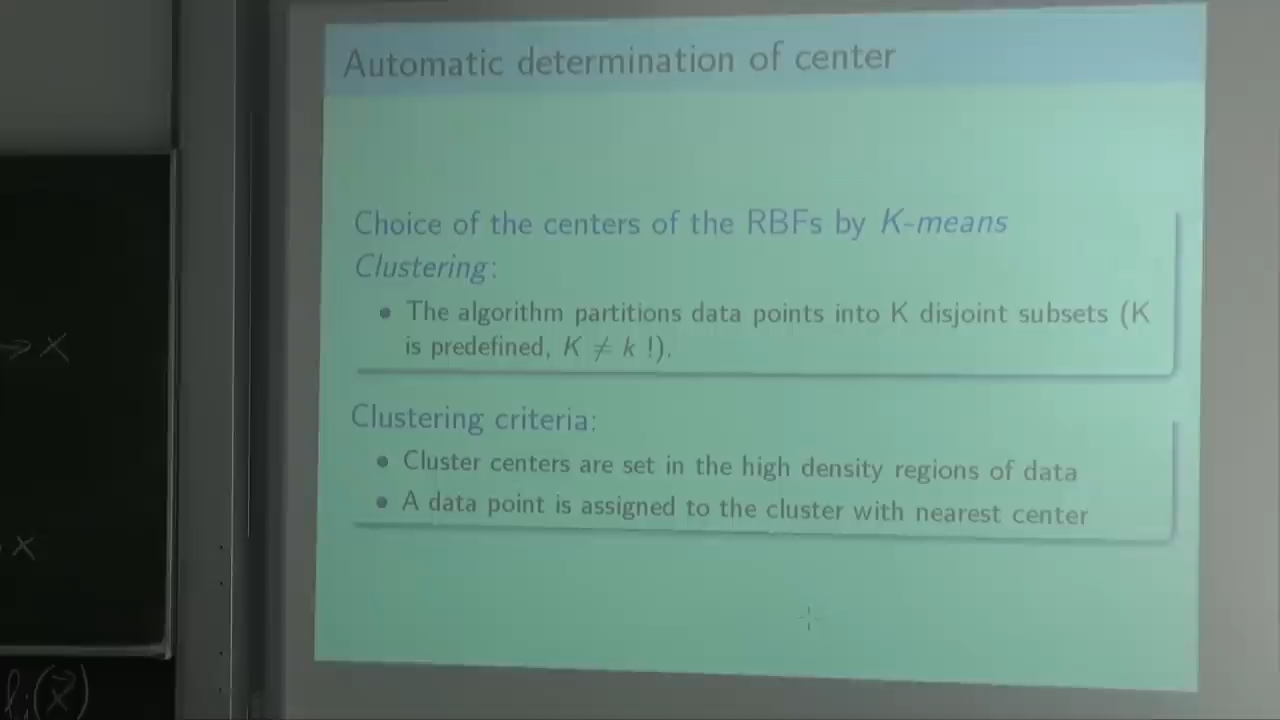 Automatic determination of center
Choice of the centers of the RBFs by K-means
Clustering:
• The algorithm partitions data points into K disjoint subsets (K
is predefined, K ≠ k !).
Clustering criteria:
• Cluster centers are set in the high density regions of data
• A data point is assigned to the cluster with nearest center
→ X
x
(x⃗)